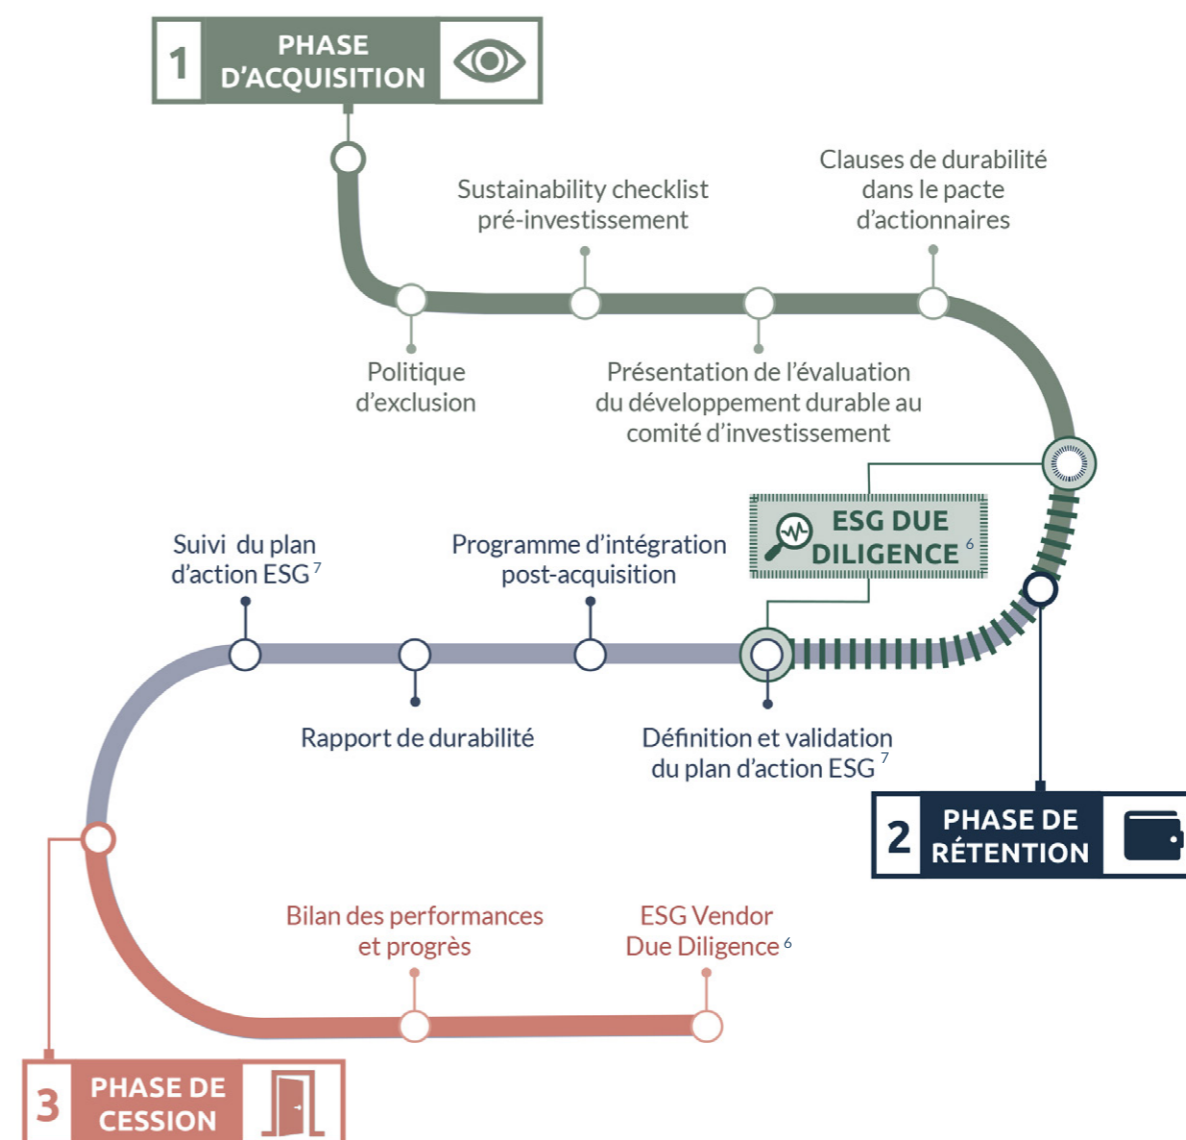 1
PHASE
D’ACQUISITION
Sustainability checklist
pré-investissement
Clauses de durabilité
dans le pacte
d’actionnaires
Politique
d’exclusion
Présentation de l’évaluation
du développement durable au
comité d’investissement
ESG DUE
DILIGENCE 6
Suivi du plan
d’action ESG 7
Programme d’intégration
post-acquisition
Rapport de durabilité
Définition et validation
du plan d’action ESG 7
2
PHASE DE
RÉTENTION
Bilan des performances
et progrès
ESG Vendor
Due Diligence 6
3
PHASE DE
CESSION